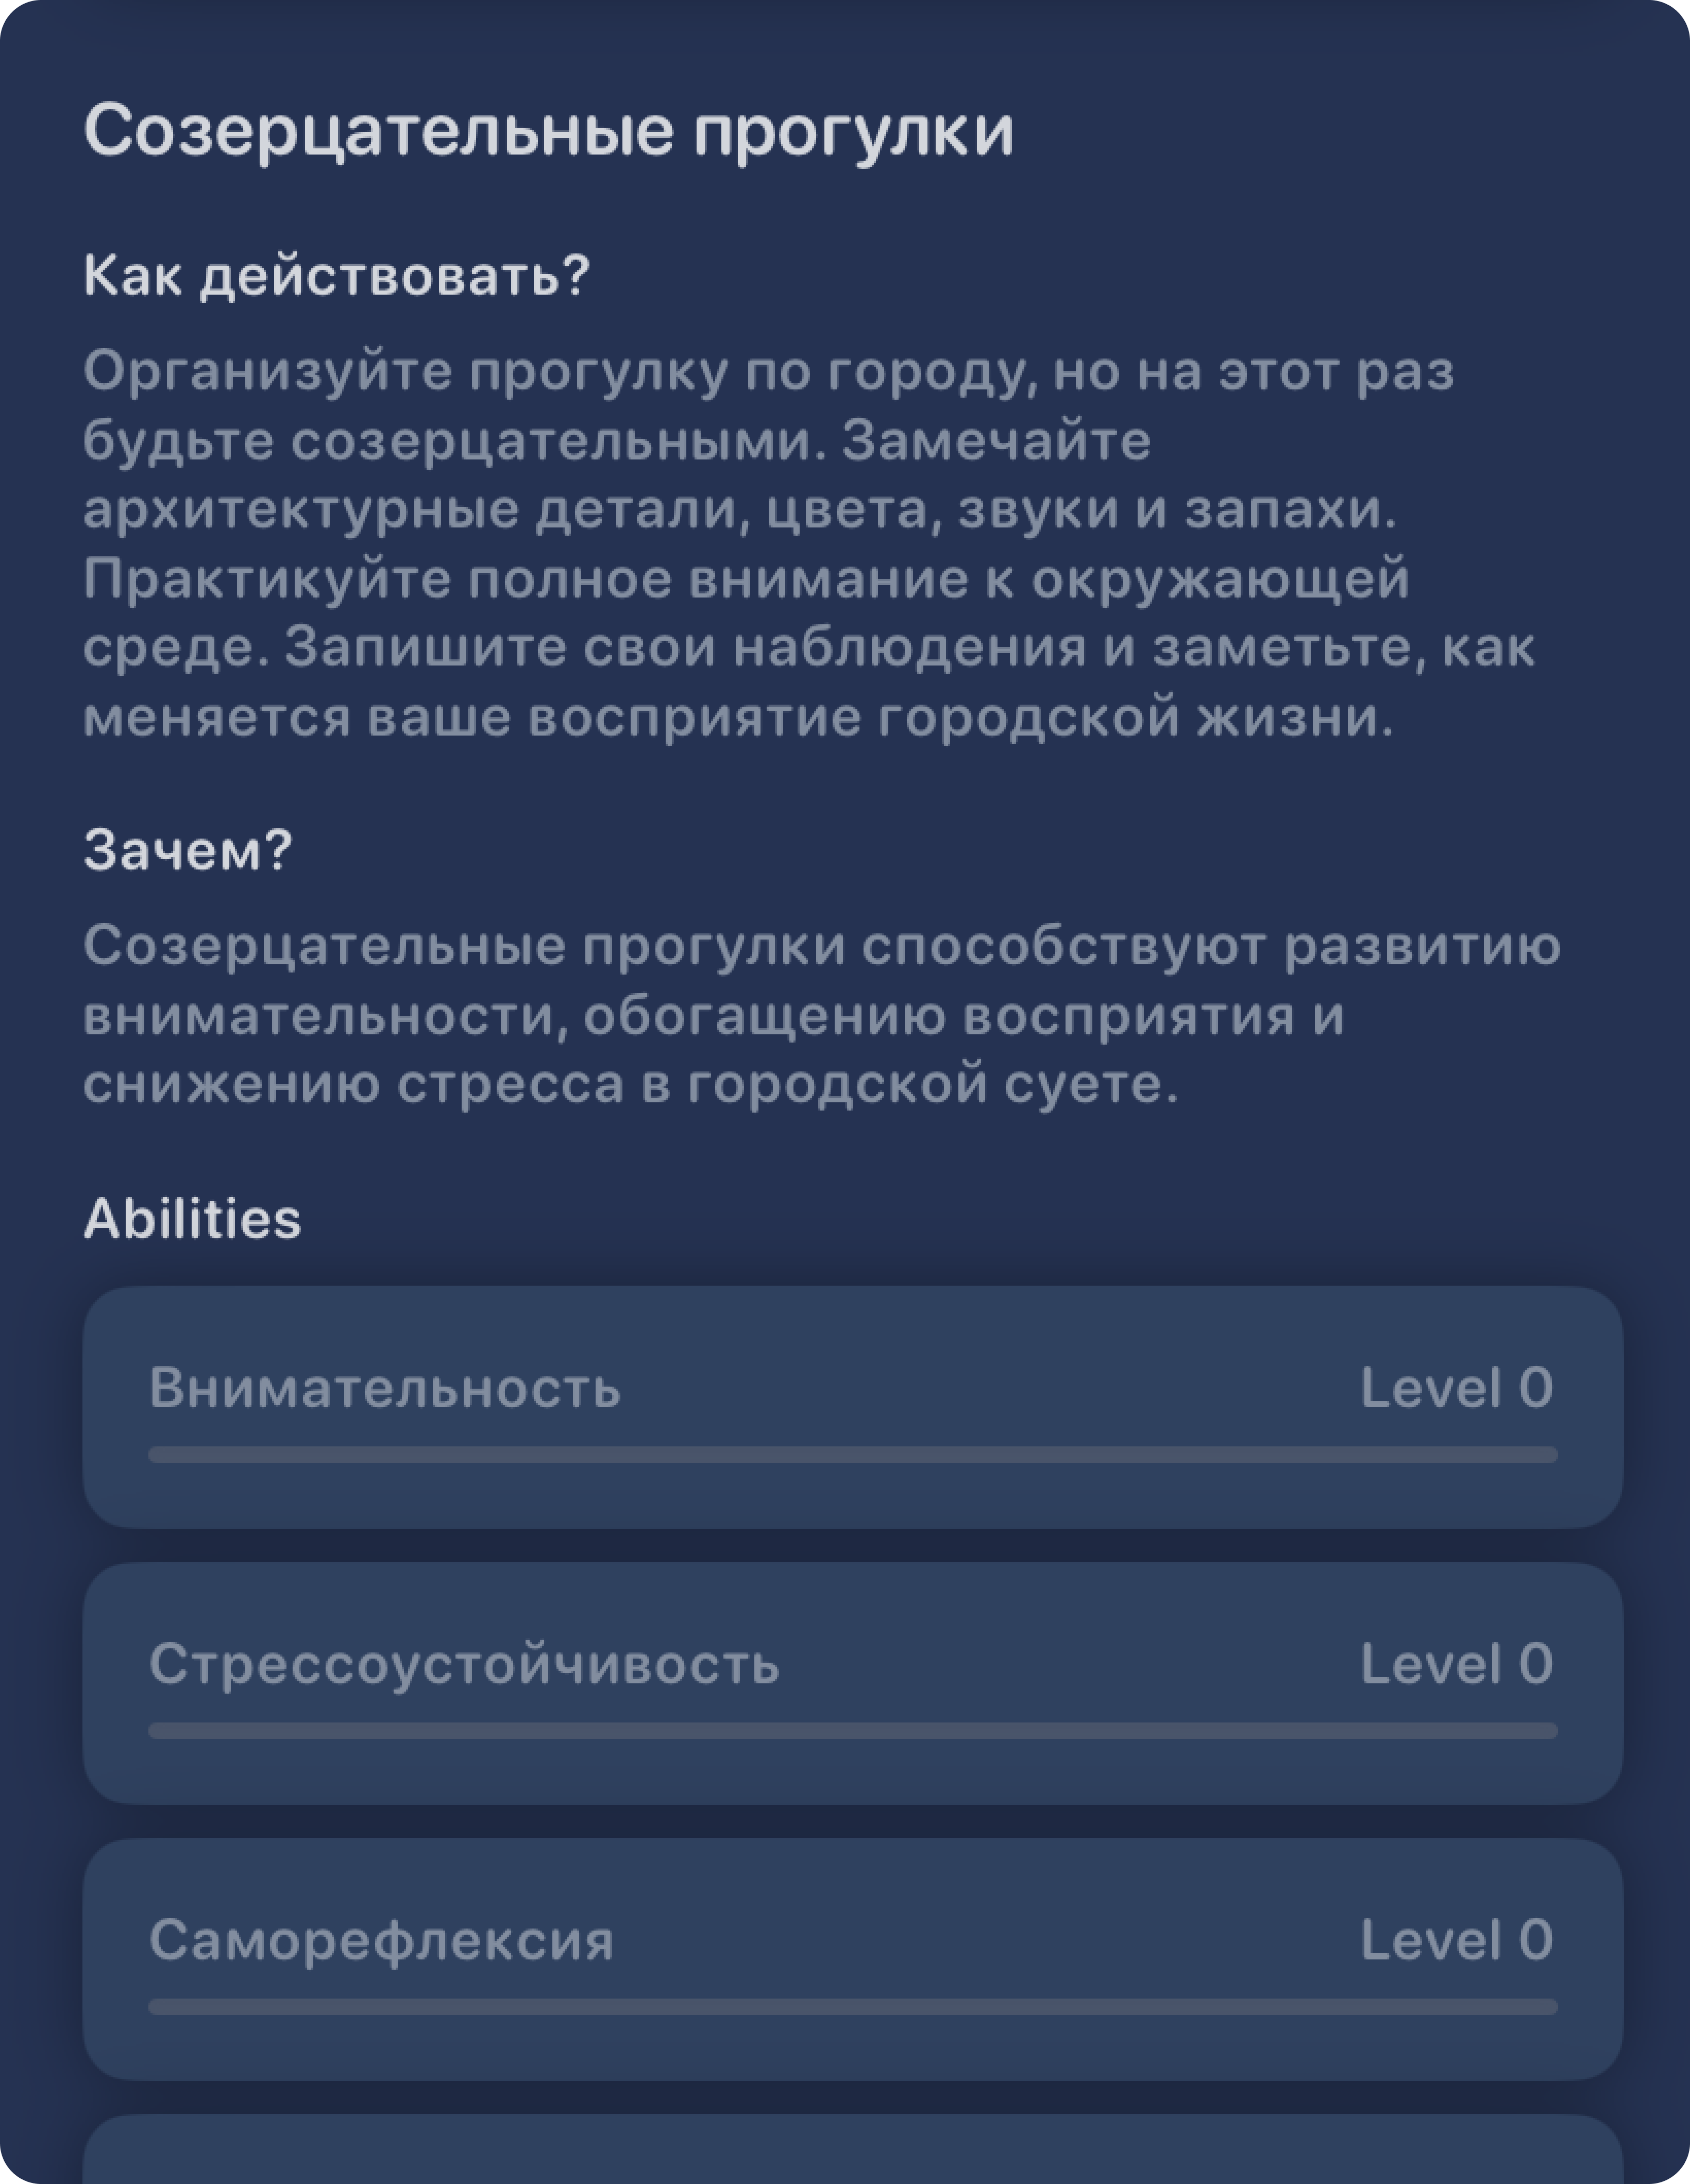 Созерцательные прогулки
Как действовать?
Организуйте прогулку по городу, но на этот раз
будьте созерцательными. Замечайте
архитектурные детали, цвета, звуки и запахи.
Практикуйте полное внимание к окружающей
среде. Запишите свои наблюдения и заметьте, как
меняется ваше восприятие городской жизни.
Зачем?
Созерцательные прогулки способствуют развитию
внимательности, обогащению восприятия и
снижению стресса в городской суете.
Abilities
Внимательность Level 0
Стрессоустойчивость Level 0
Саморефлексия Level 0